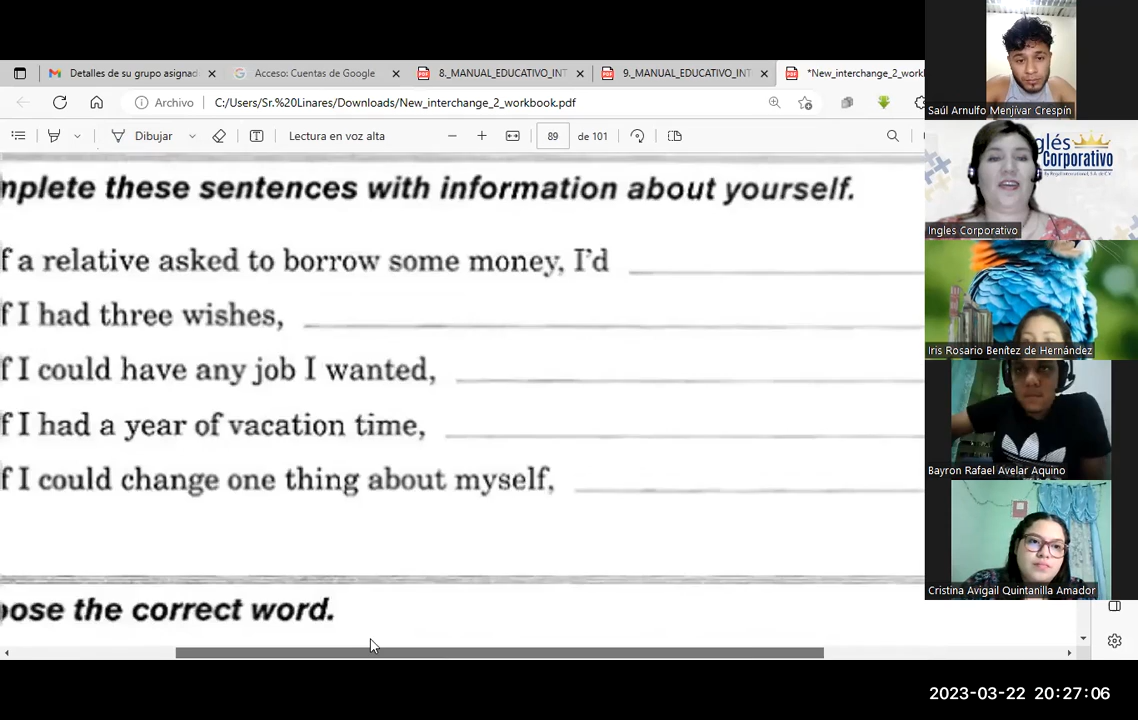 Detalles de su grupo asignad
Acceso: Cuentas de Google
8._MANUAL_EDUCATIVO_INT
9._MANUAL_EDUCATIVO_INT
*New_interchange_2_workl
Archivo
C:/Users/Sr.%20Linares/Downloads/New_interchange_2_workbook.pdf
Dibujar
Lectura en voz alta
89
de 101
nplete these sentences with information about yourself.
f a relative asked to borrow some money, I'd
f I had three wishes,
f I could have any job I wanted,
f I had a year of vacation time,
f I could change one thing about myself,
oose the correct word.
Saúl Arnulfo Menjívar Crespín
glés
Corporativo
Ingles Corporativo
Iris Rosario Benítez de Hernández
Bayron Rafael Avelar Aquino
Cristina Avigail Quintanilla Amador
2023-03-22 20:27:06